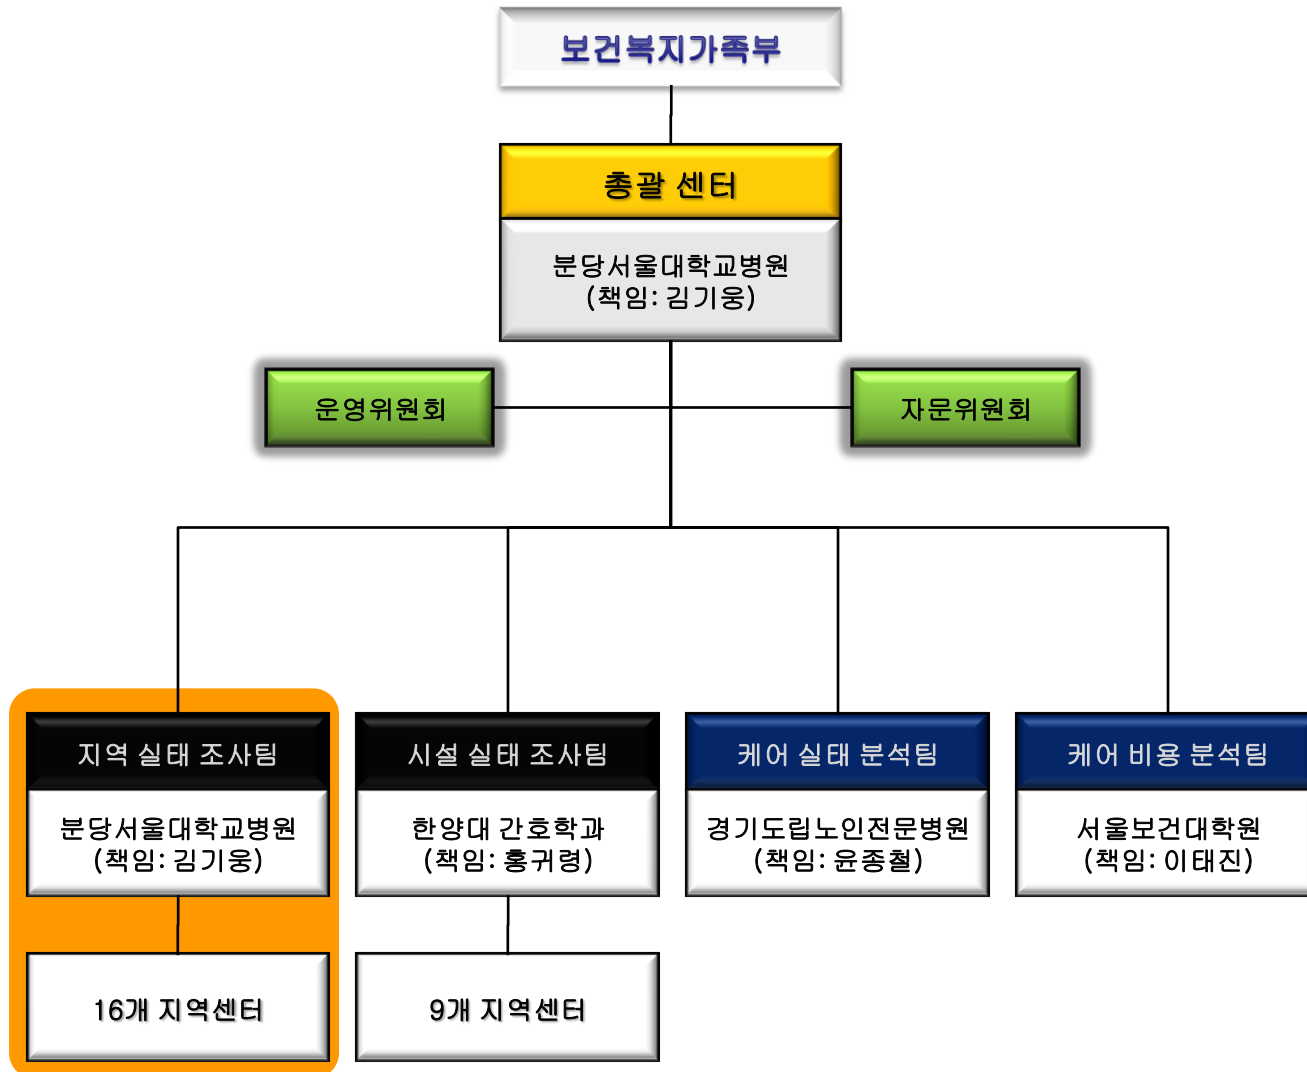 보건복지가족부
총괄 센터
분당서울대학교병원
(책임: 김기웅)
운영위원회
자문위원회
지역 실태 조사팀
분당서울대학교병원
(책임: 김기웅)
16개 지역센터
시설 실태 조사팀
한양대 간호학과
(책임: 홍귀령)
9개 지역센터
케어 실태 분석팀
경기도립노인전문병원
(책임: 윤종철)
케어 비용 분석팀
서울보건대학원
(책임: 이태진)